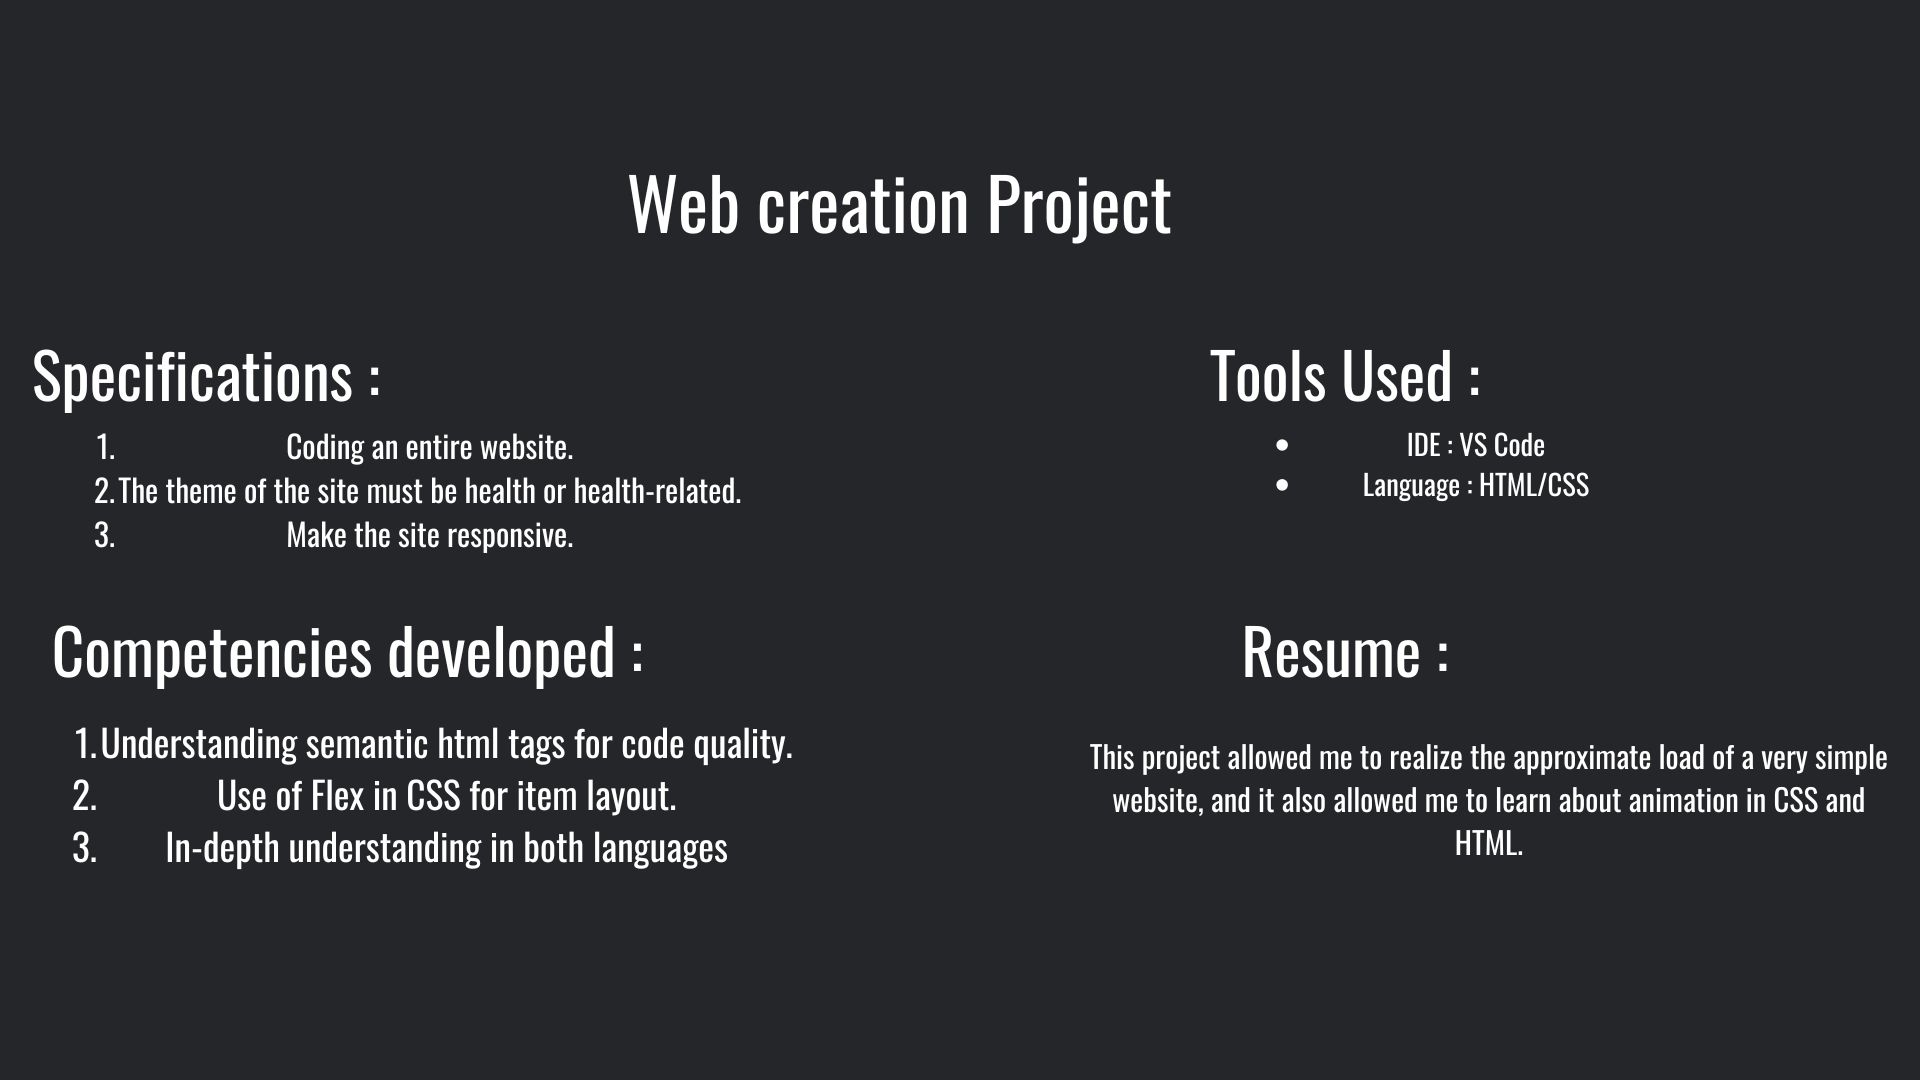 Web creation Project
Specifications :
1. Coding an entire website.
2. The theme of the site must be health or health-related.
3. Make the site responsive.
Tools Used :
• IDE : VS Code
• Language : HTML/CSS
Competencies developed :
1. Understanding semantic html tags for code quality.
2. Use of Flex in CSS for item layout.
3. In-depth understanding in both languages
Resume :
This project allowed me to realize the approximate load of a very simple
website, and it also allowed me to learn about animation in CSS and
HTML.